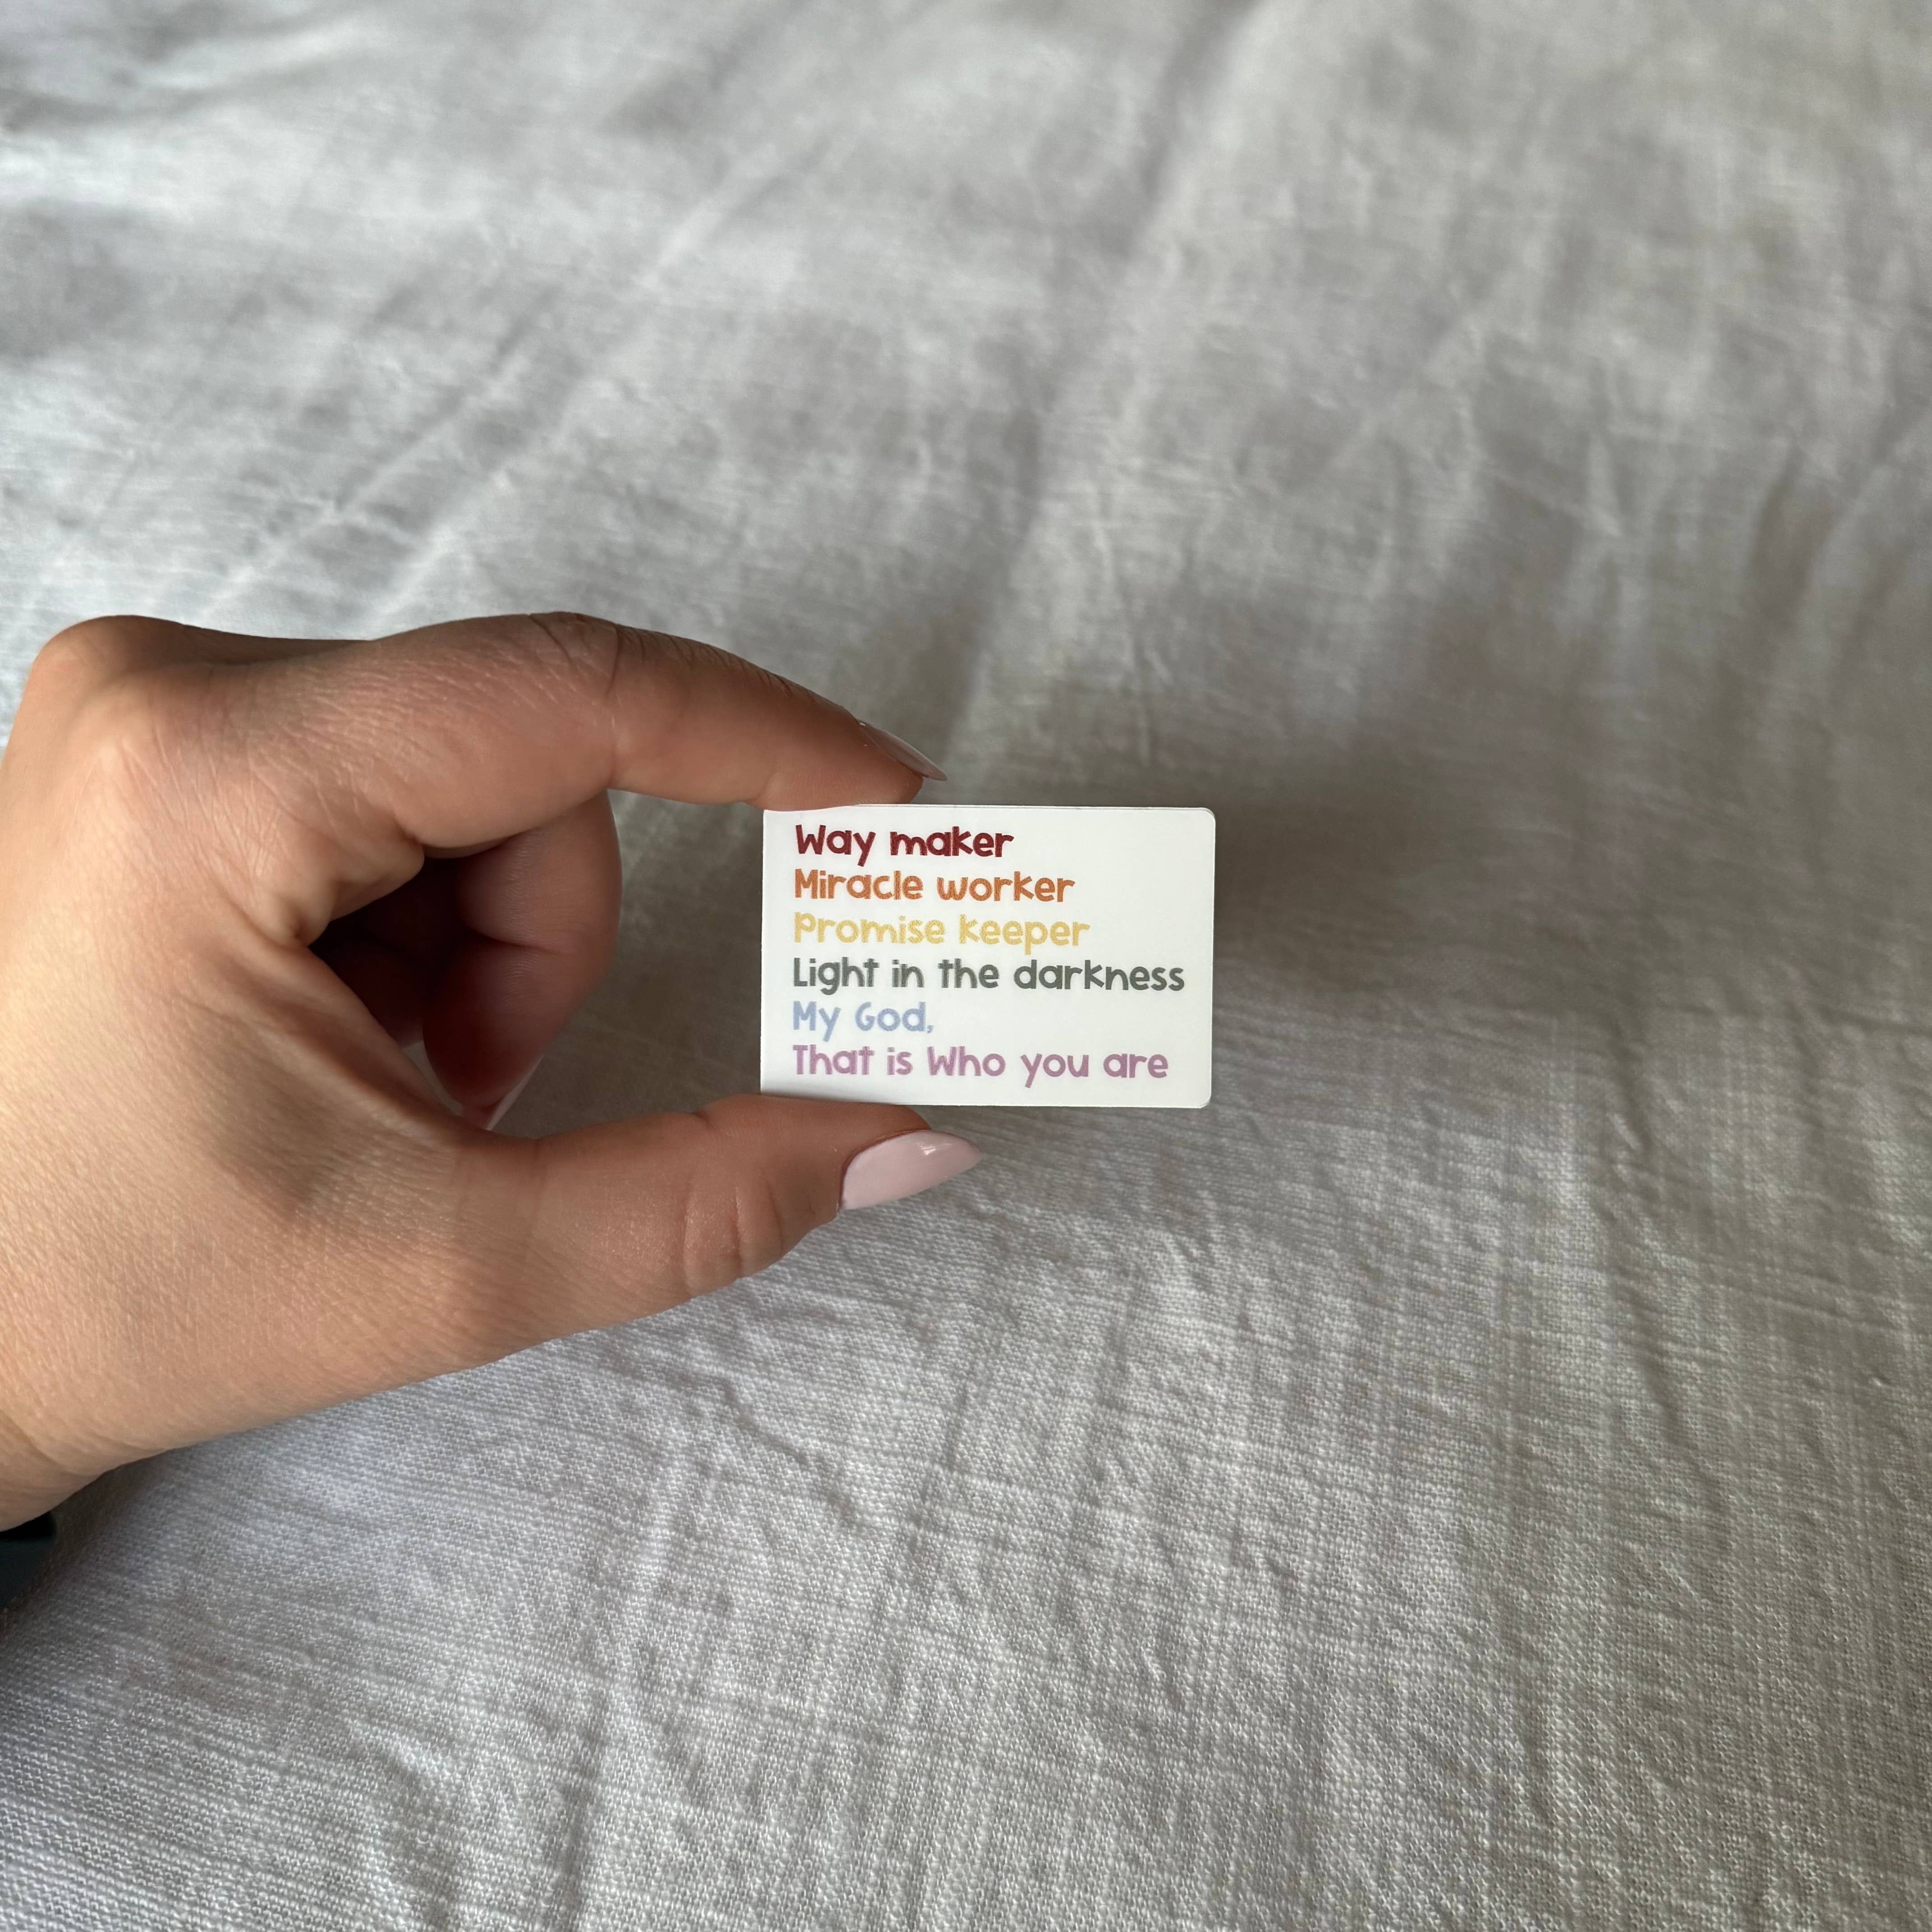 Way maker
Miracle worker
Promise keeper
Light in the darkness
My God,
That is Who you are